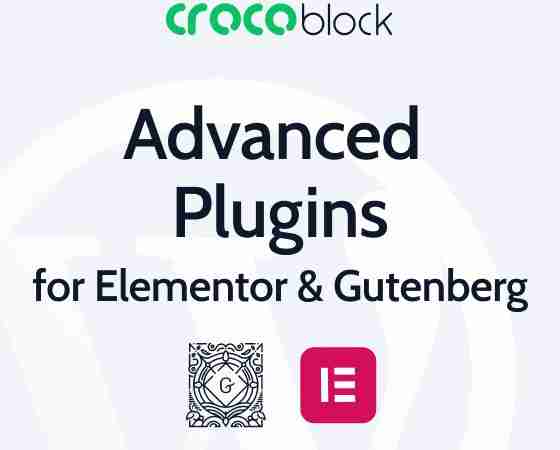 crocoblock
Advanced
Plugins
for Elementor & Gutenberg
G